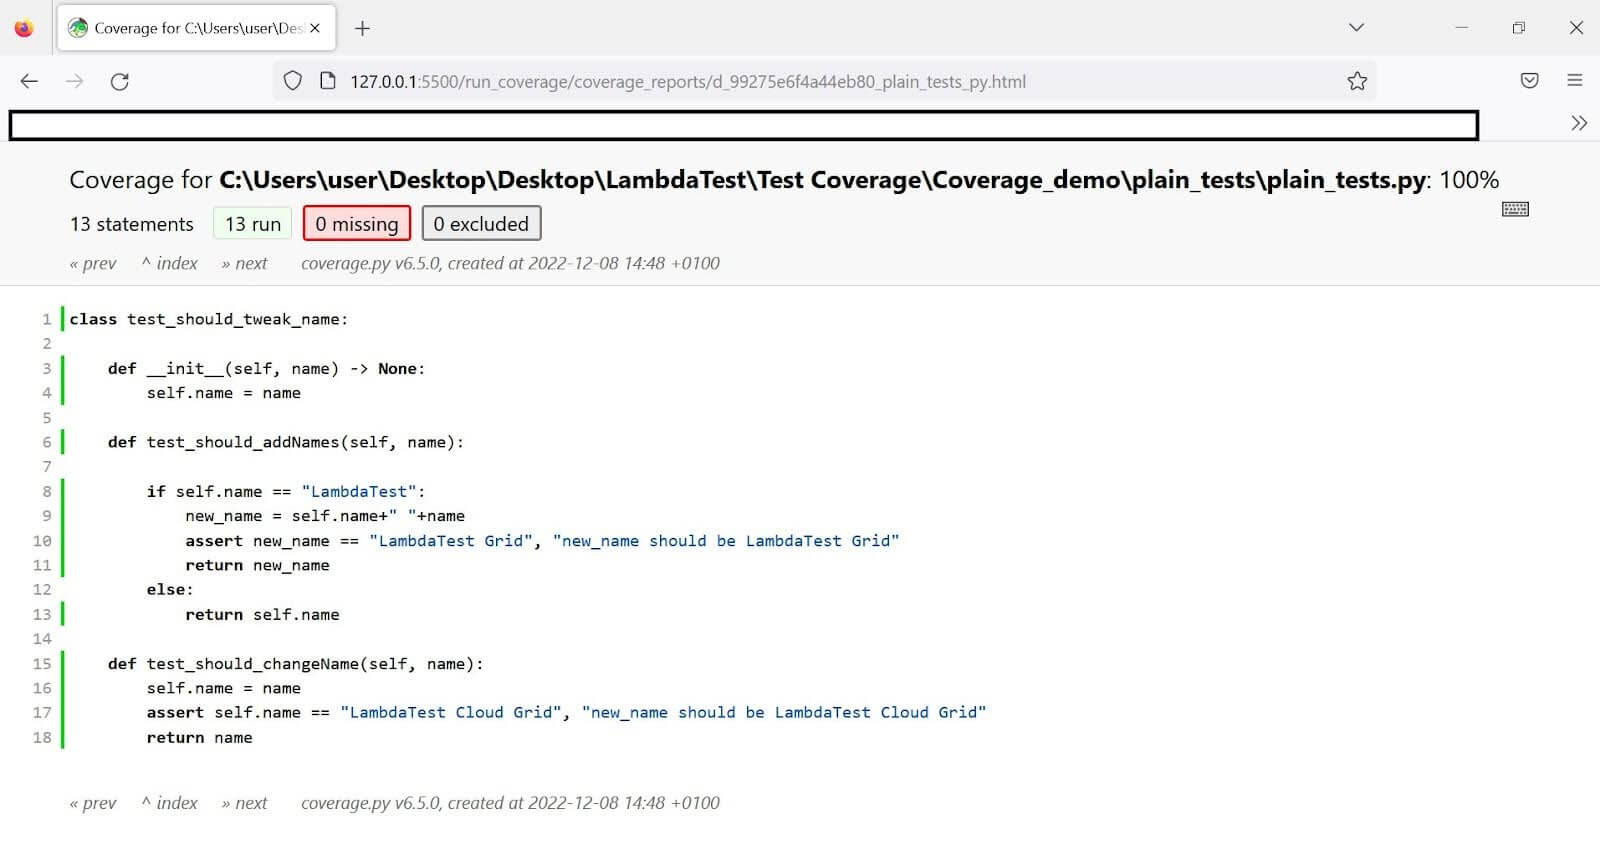 Coverage for C:\Users\user\Des
127.0.0.1:5500/run_coverage/coverage_reports/d_99275e6f4a44eb80_plain_tests_py.html
Coverage for C:\Users\user\Desktop\Desktop\LambdaTest\Test Coverage\Coverage_demo\plain_tests\plain_tests.py: 100%
13 statements 13 run 0 missing 0 excluded
« prev ^ index » next coverage.py v6.5.0, created at 2022-12-08 14:48 +0100
1 class test_should_tweak_name:
2
3 def __init__(self, name) -> None:
4 self.name = name
5
6 def test_should_addNames(self, name):
7
8 if self.name == "LambdaTest":
9 new_name = self.name+" "+name
10 assert new_name == "LambdaTest Grid", "new_name should be LambdaTest Grid"
11 return new_name
12 else:
13 return self.name
14
15 def test_should_changeName(self, name):
16 self.name = name
17 assert self.name == "LambdaTest Cloud Grid", "new_name should be LambdaTest Cloud Grid"
18 return name
« prev ^ index » next coverage.py v6.5.0, created at 2022-12-08 14:48 +0100